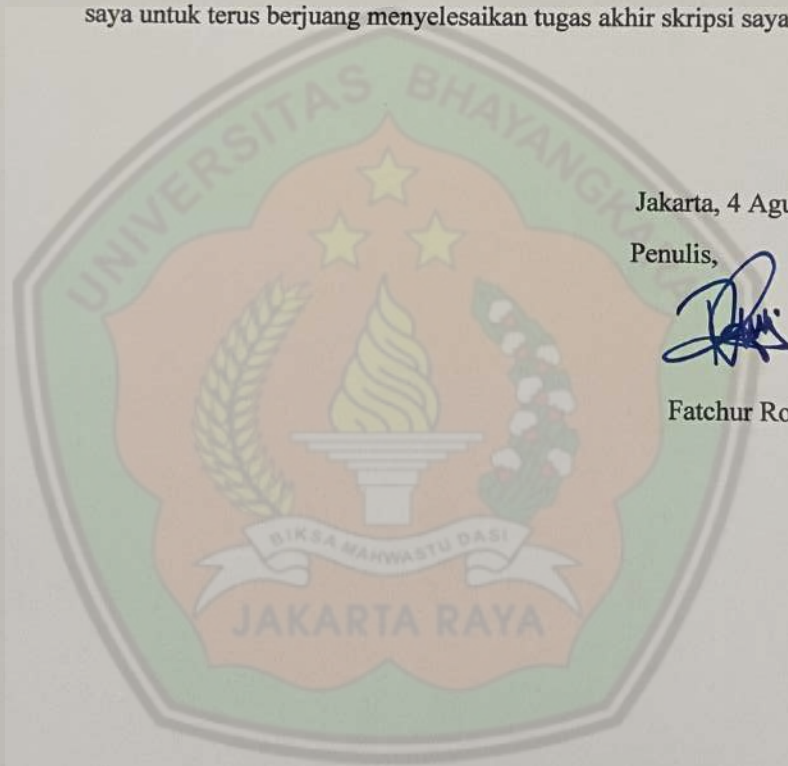 saya untuk terus berjuang menyelesaikan tugas akhir skripsi saya
UNIVERSITAS BHAYANGKARA
Jakarta, 4 Agu
Penulis,
Fatchur Ro
BIKSA MAHWASTU DASI
JAKARTA RAYA